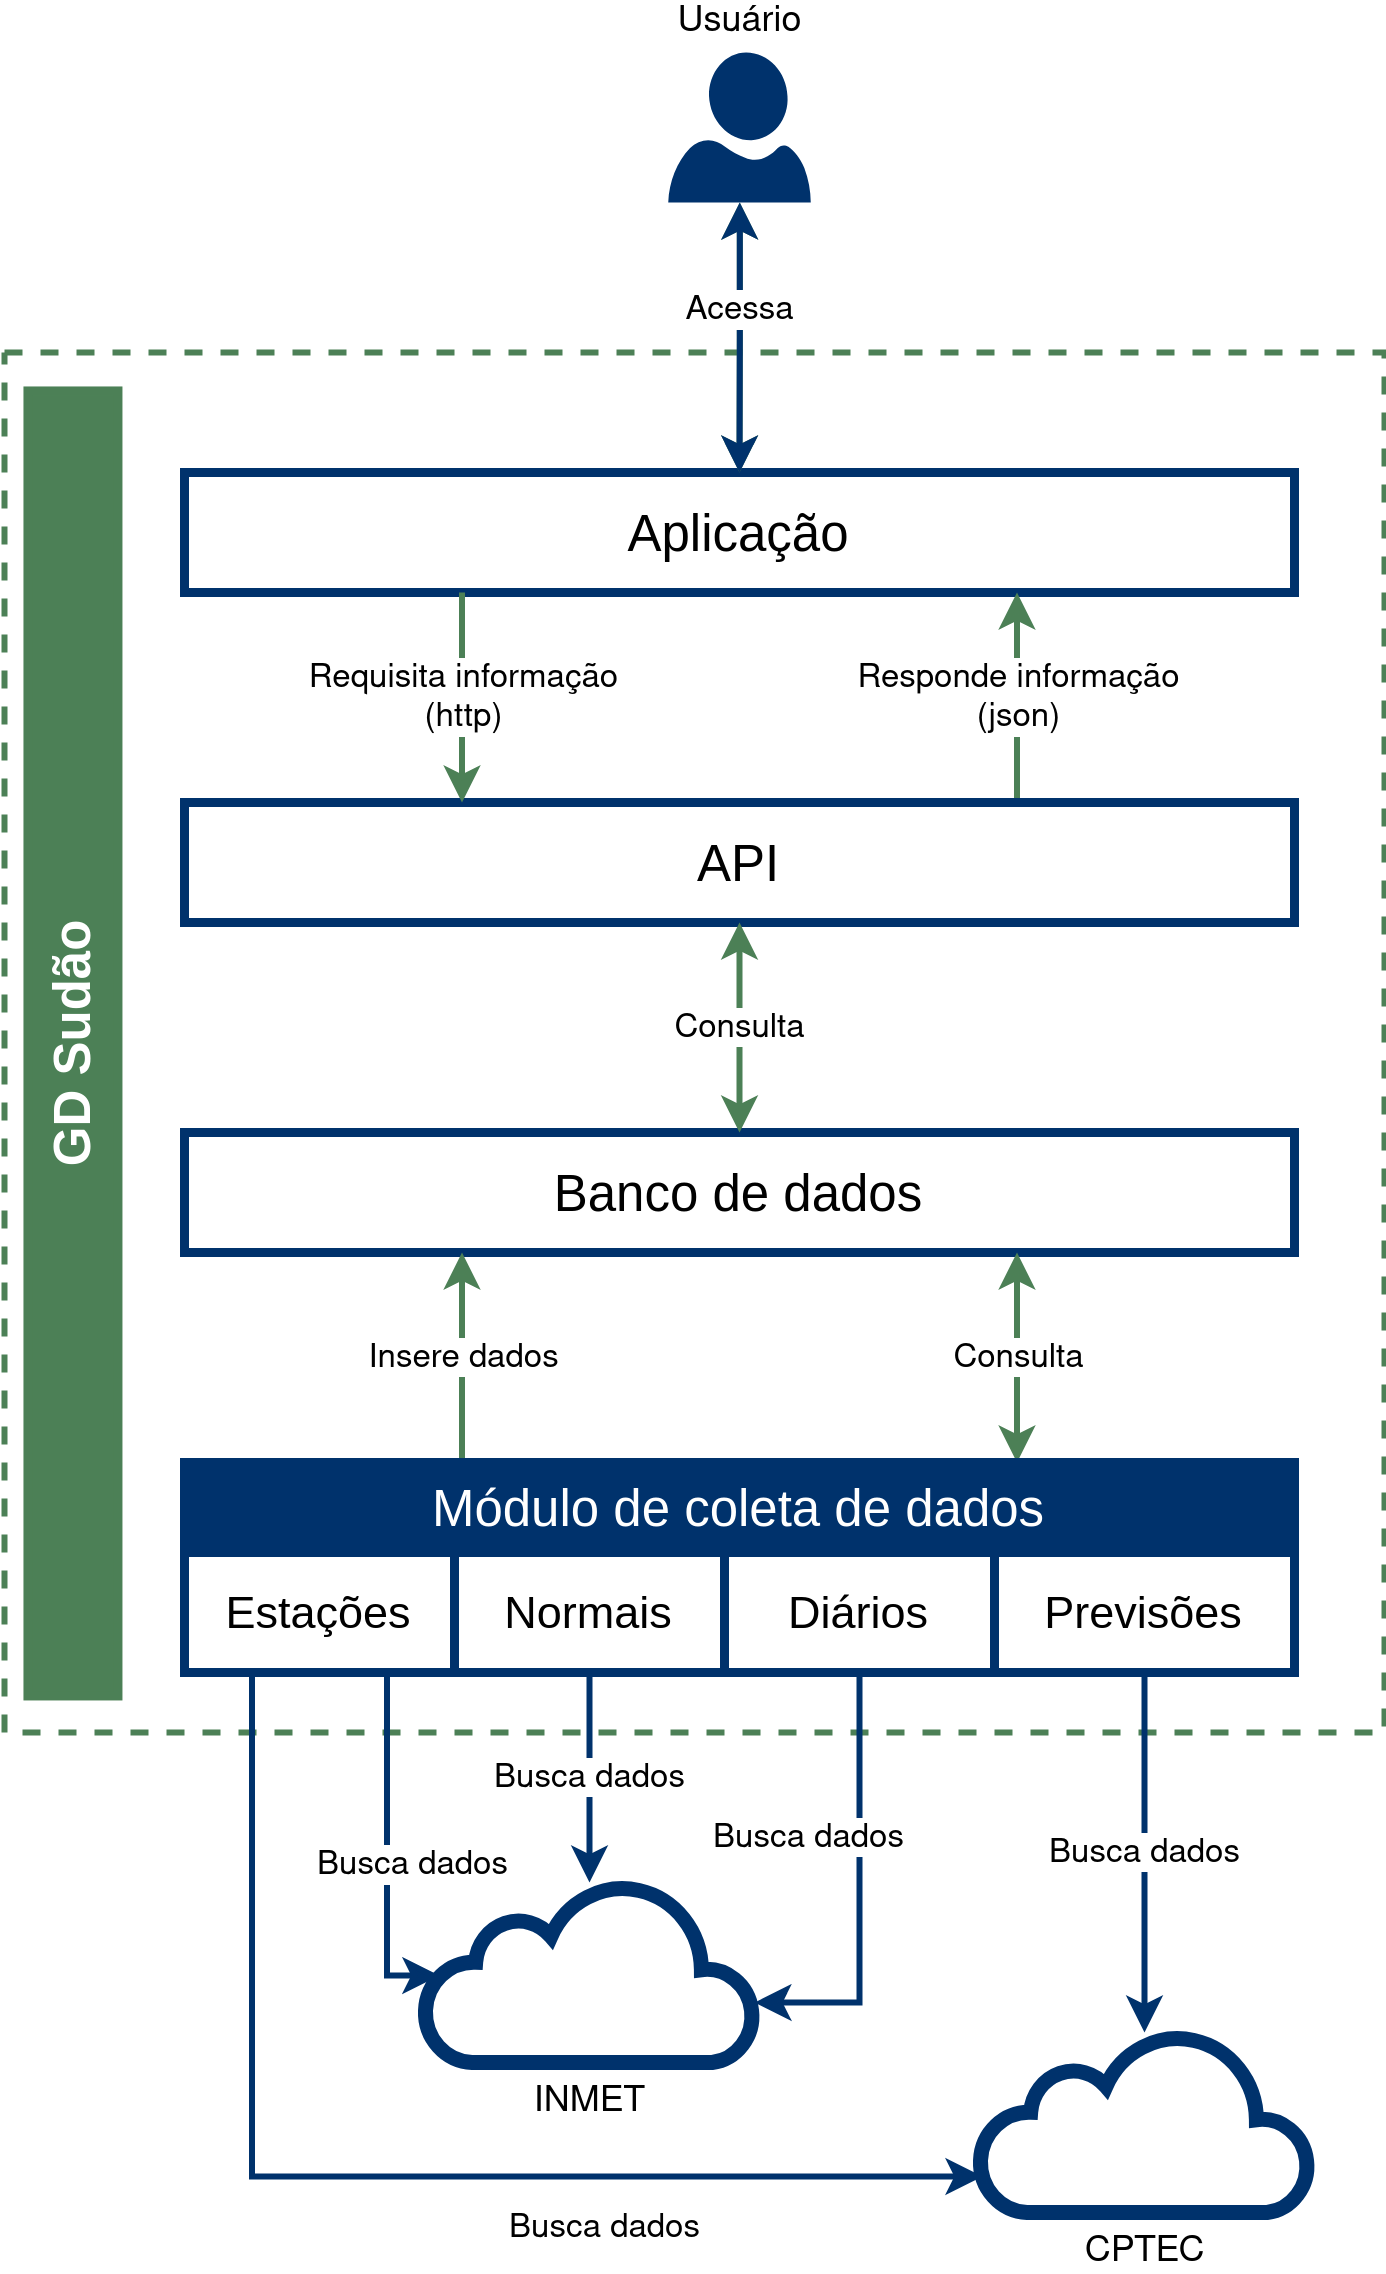 Usuário
Acessa
Aplicação
Requisita informação
(http)
Responde informação
(json)
API
GD Sudão
Consulta
Banco de dados
Insere dados
Consulta
Módulo de coleta de dados
Estações
Normais
Diários
Previsões
Busca dados
Busca dados
Busca dados
Busca dados
INMET
Busca dados
CPTEC